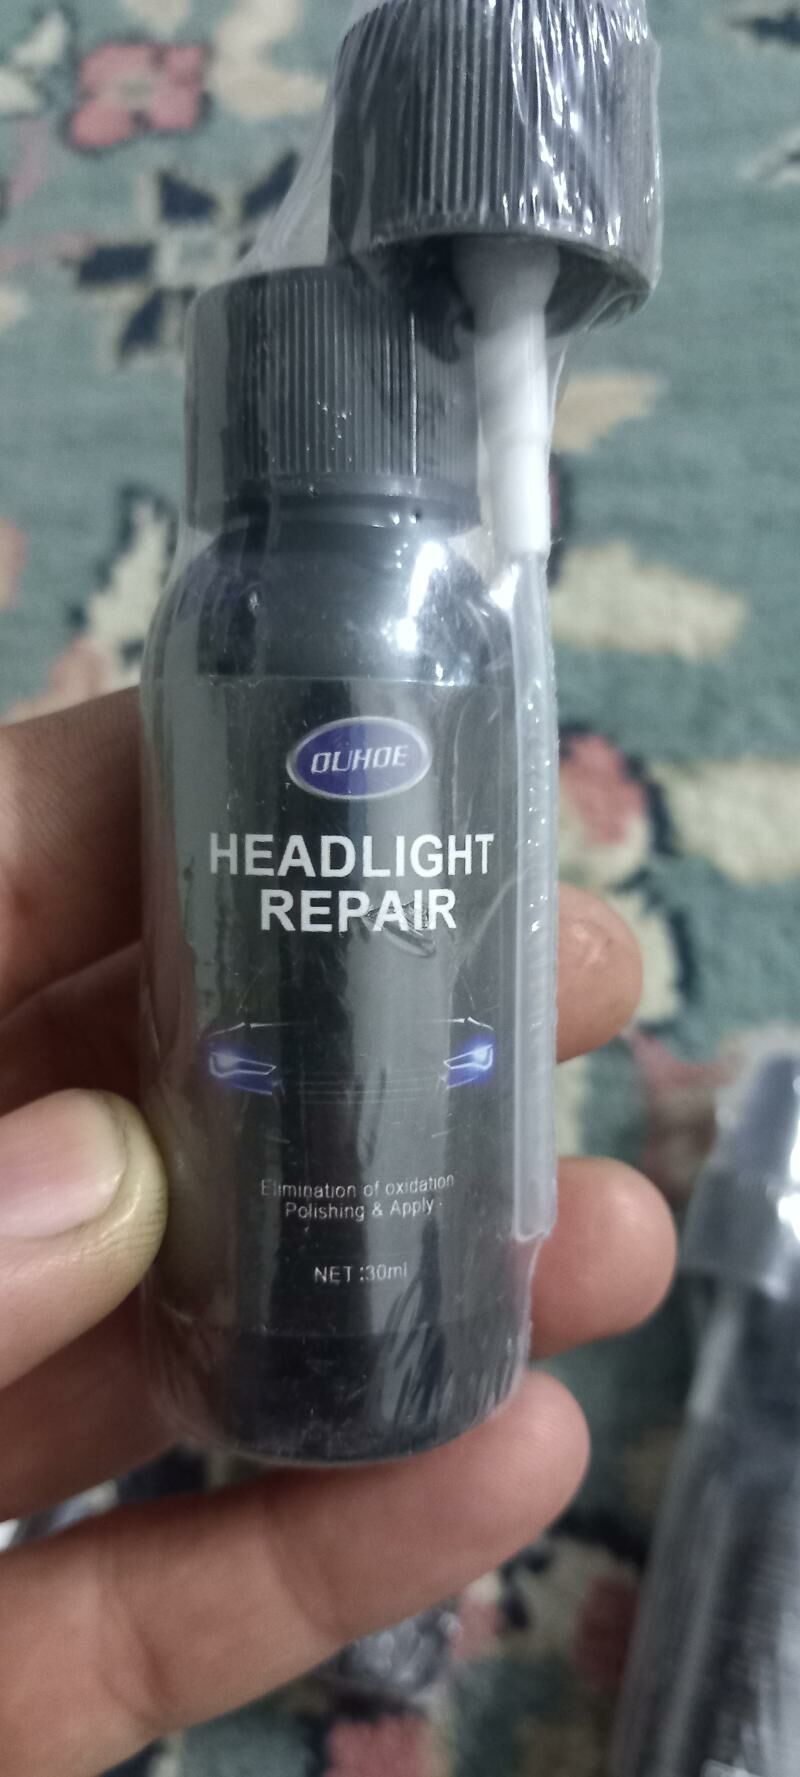 OUHOE
HEADLIGHT
REPAIR
Elimination of oxidation
Polishing & Apply
NET :30ml